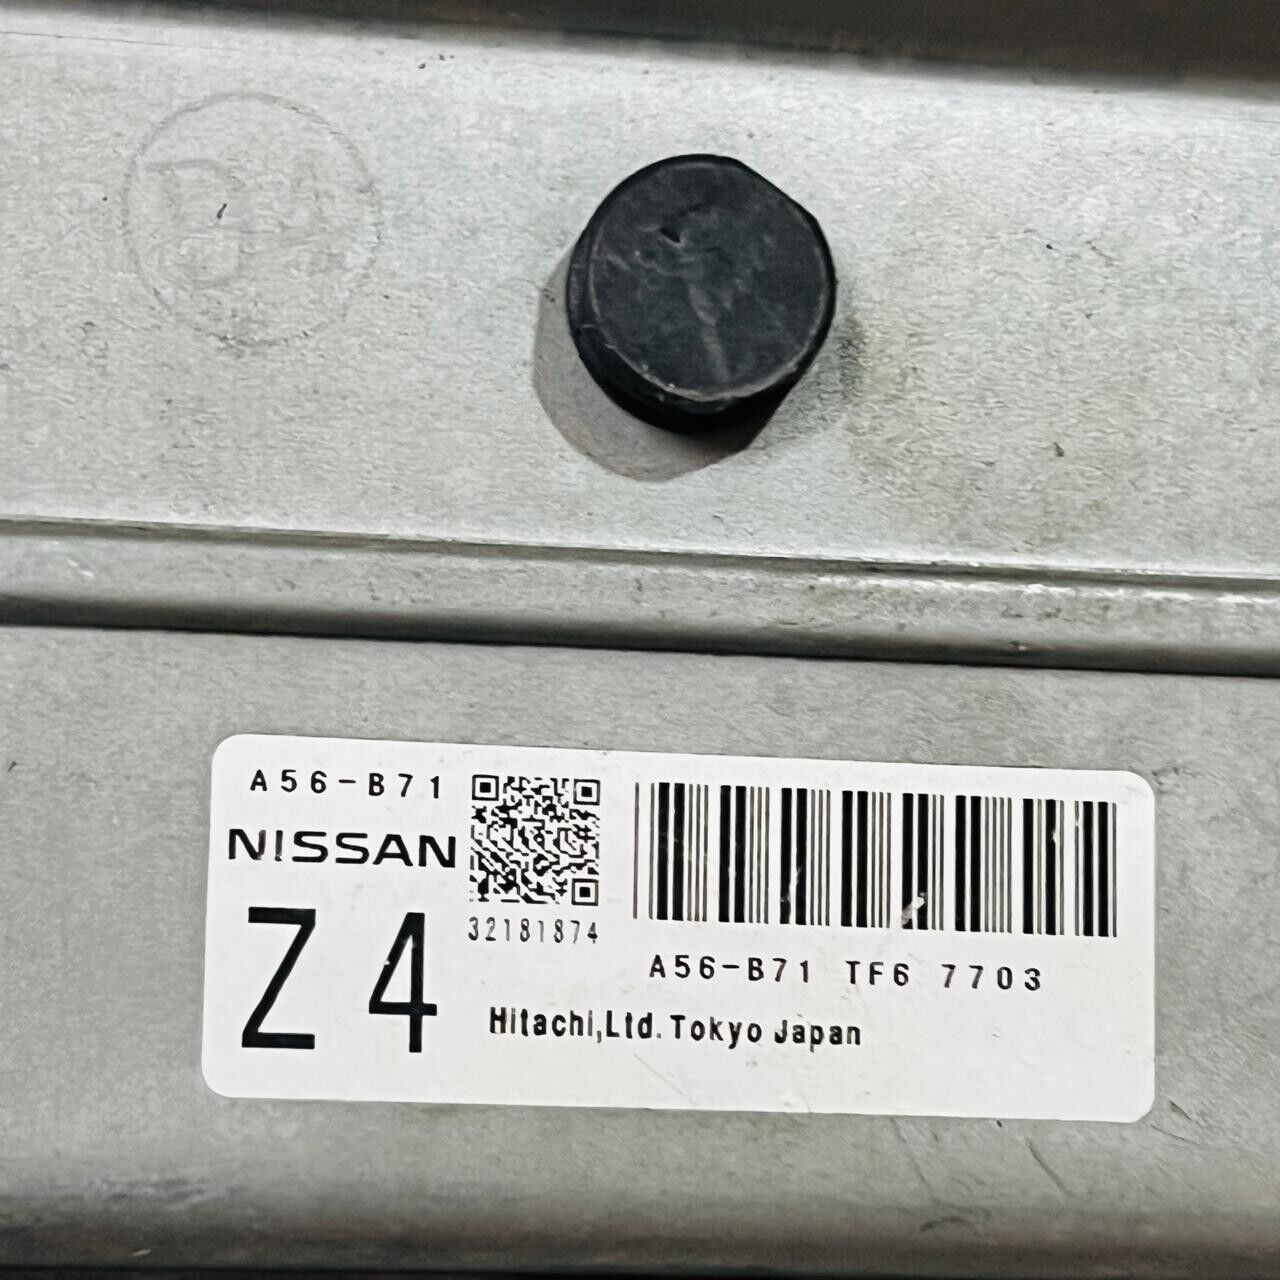 A56-B71
NISSAN
Z4
32181874
A56-B71 TF6 7703
Hitachi,Ltd. Tokyo Japan